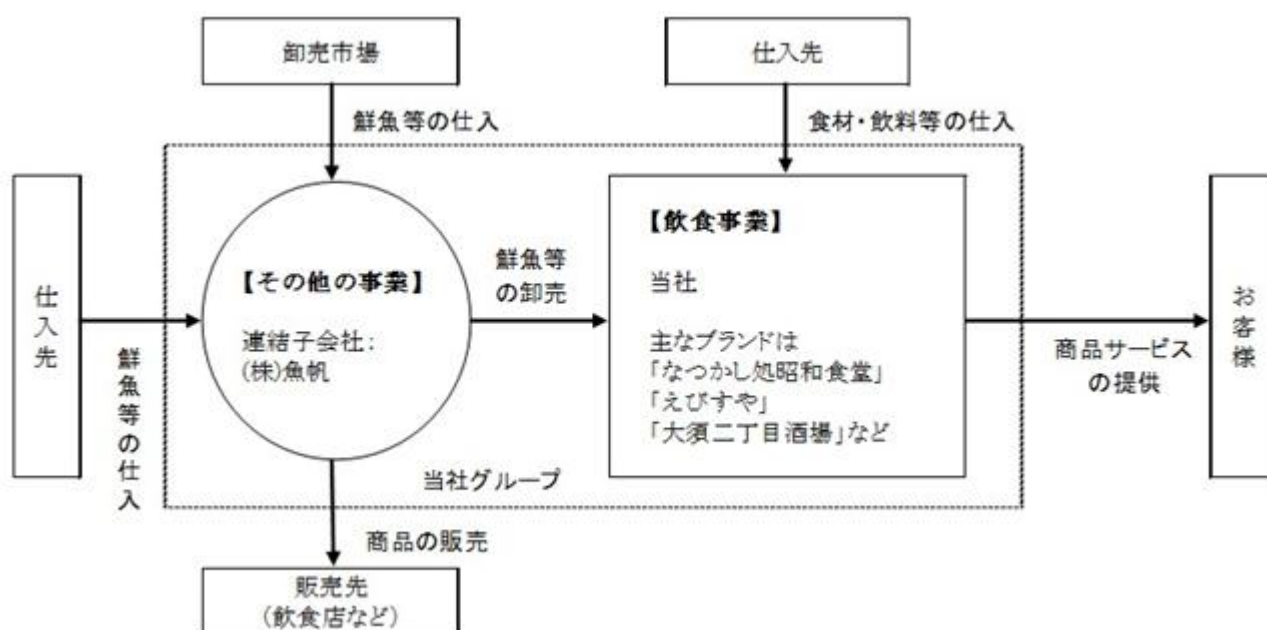 卸売市場
仕入先
鮮魚等の仕入
食材・飲料等の仕入
仕入先
鮮魚等の仕入
【その他の事業】
連結子会社:
(株)魚帆
鮮魚等
の卸売
【飲食事業】
当社
主なブランドは
「なつかし処昭和食堂」
「えびすや」
「大須二丁目酒場」など
商品サービス
の提供
お客様
当社グループ
商品の販売
販売先
(飲食店など)